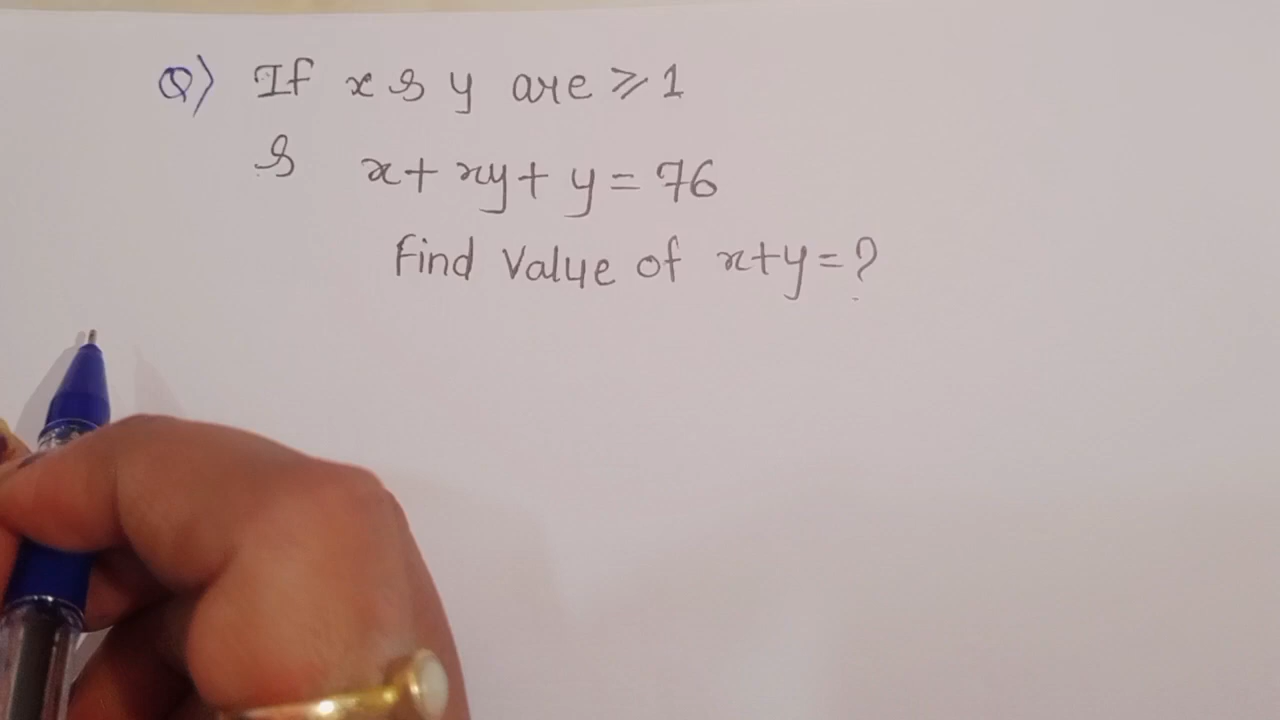 Q) If x & y are ⩾ 1
& x + xy + y = 76
Find Value of x+y = ?